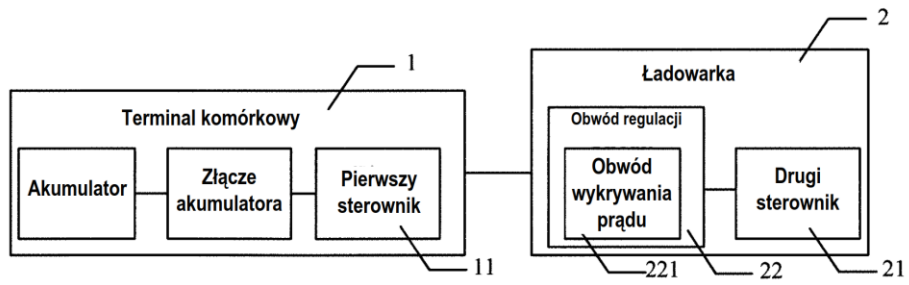 1
Terminal komórkowy
Akumulator
Złącze
akumulatora
Pierwszy
sterownik
11
2
Ładowarka
Obwód regulacji
Obwód
wykrywania
prądu
Drugi
sterownik
221
22
21